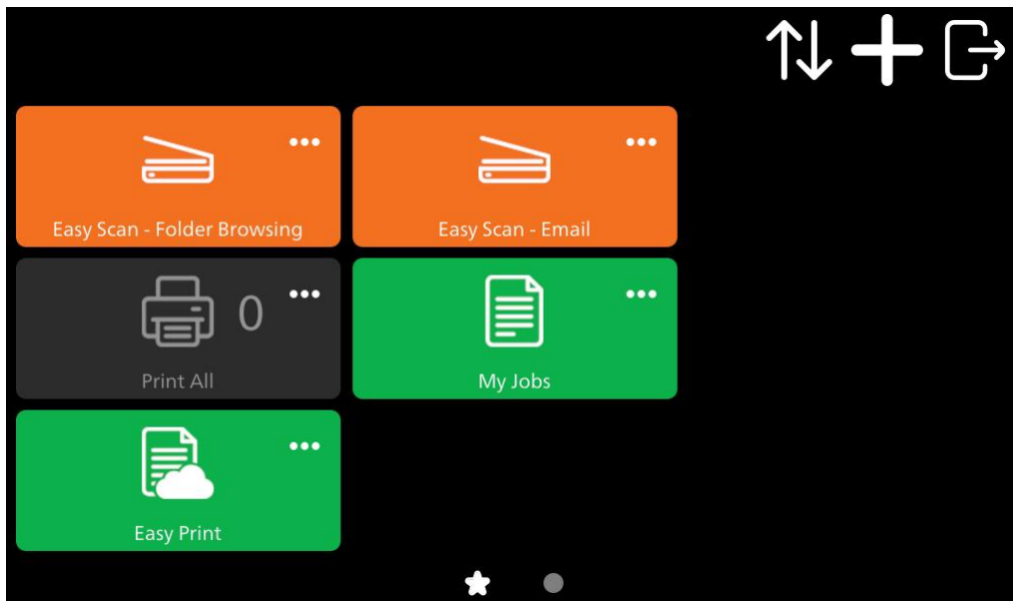 Easy Scan - Folder Browsing
Easy Scan - Email
0
Print All
My Jobs
Easy Print